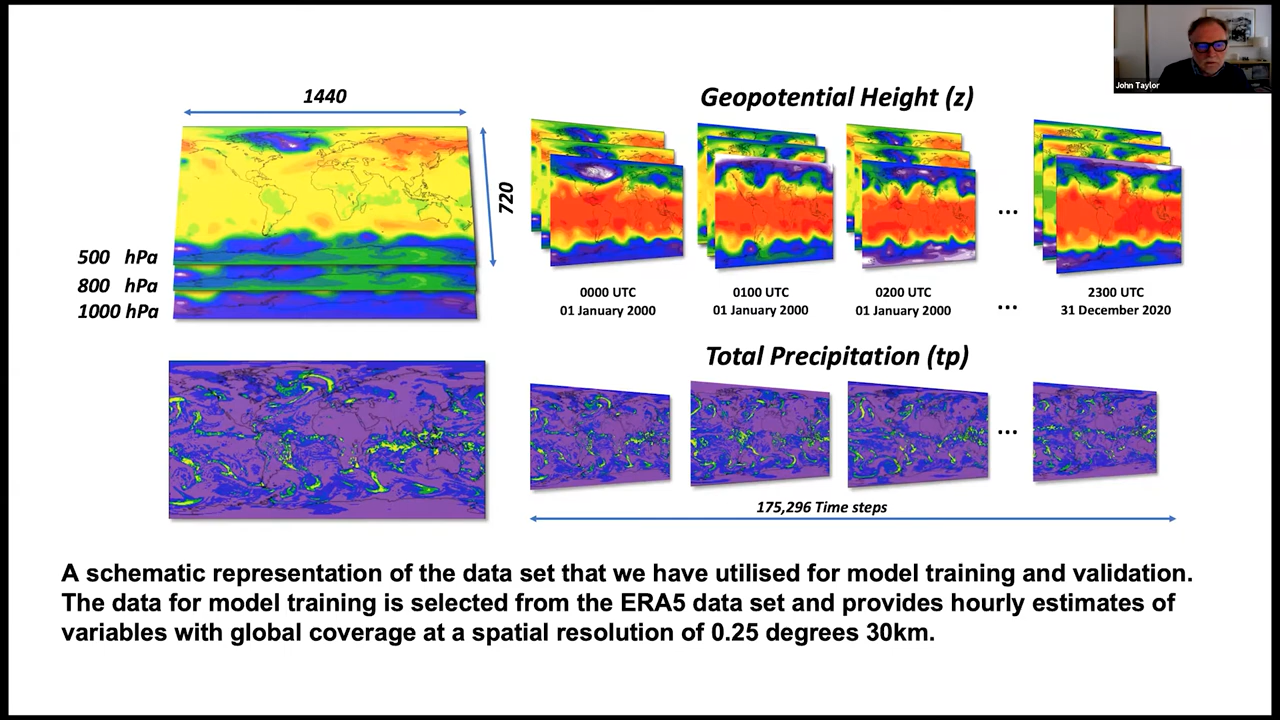 John Taylor
1440
Geopotential Height (z)
720
500 hPa
800 hPa
1000 hPa
...
0000 UTC
01 January 2000
0100 UTC
01 January 2000
0200 UTC
01 January 2000
...
2300 UTC
31 December 2020
Total Precipitation (tp)
...
175,296 Time steps
A schematic representation of the data set that we have utilised for model training and validation.
The data for model training is selected from the ERA5 data set and provides hourly estimates of
variables with global coverage at a spatial resolution of 0.25 degrees 30km.